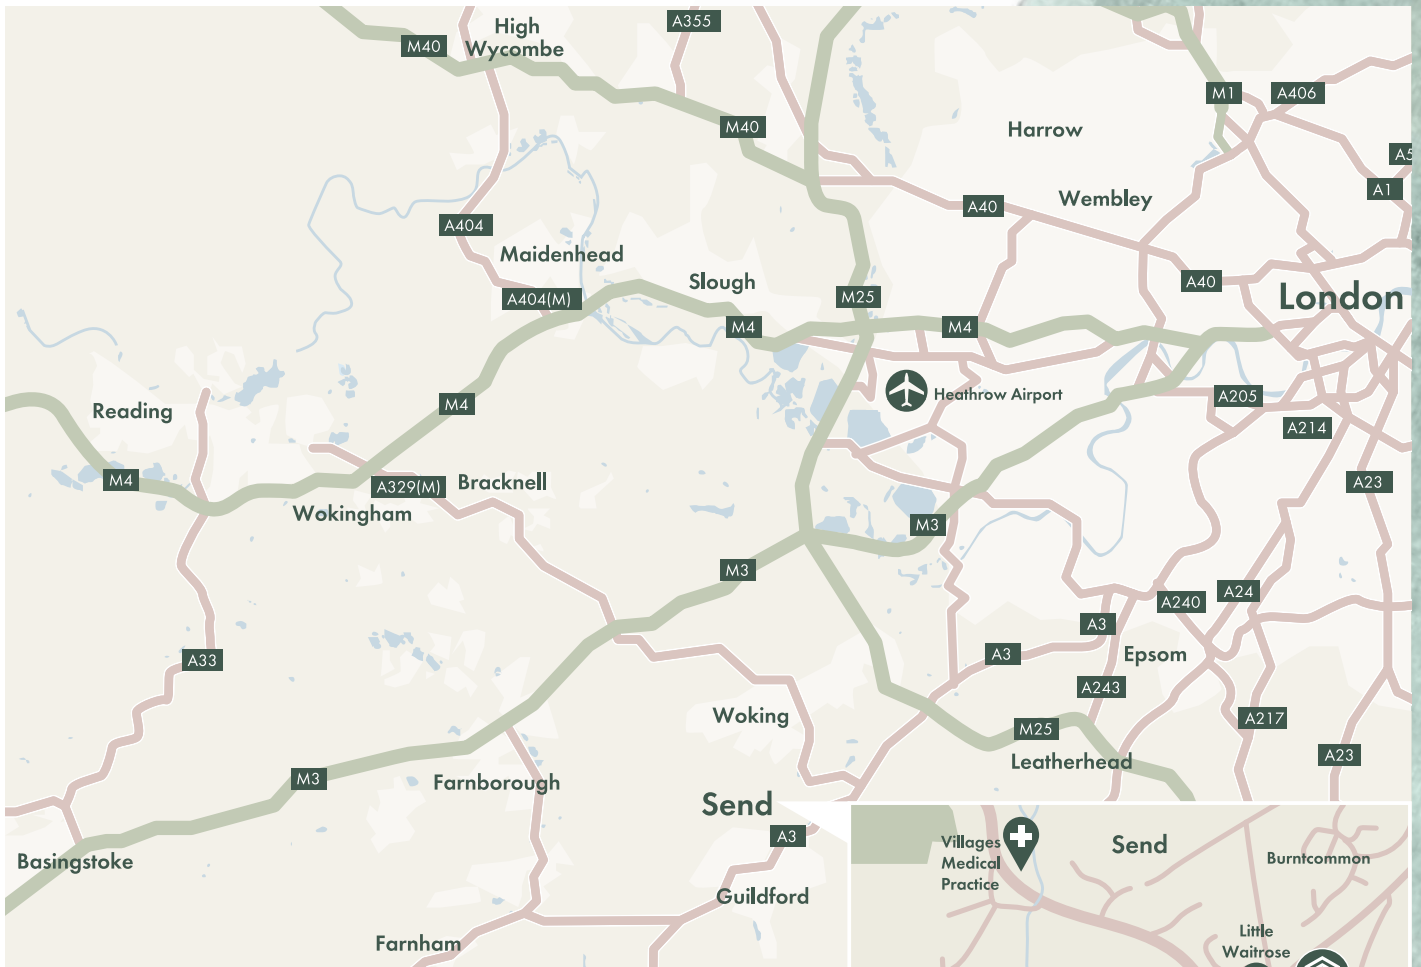 High
Wycombe
A355
M40
M1
A406
M40
Harrow
A5
A1
Wembley
A40
A404
Maidenhead
Slough
A40
A404(M)
M25
London
M4
M4
Heathrow Airport
A205
M4
Reading
A214
M4
A329(M)
Bracknell
A23
Wokingham
M3
M3
A240
A24
A3
A3
Epsom
A33
A243
Woking
A217
M25
Leatherhead
A23
M3
Farnborough
Send
A3
Villages
Medical
Practice
Send
Burntcommon
Basingstoke
Guildford
Little
Waitrose
Farnham